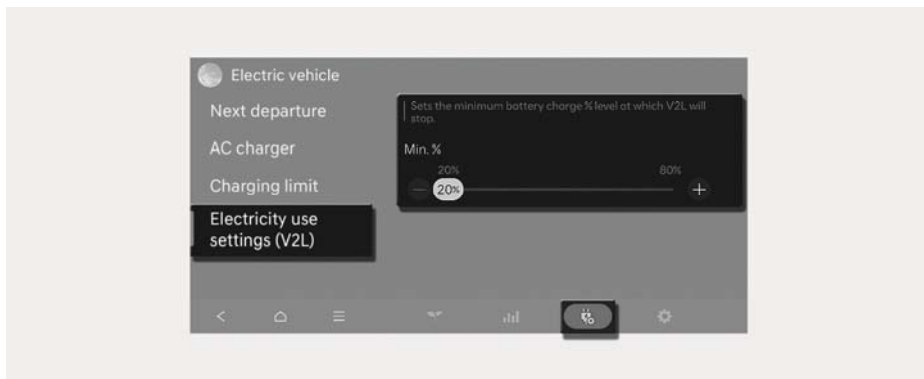 Electric vehicle
Next departure
AC charger
Charging limit
Electricity use
settings (V2L)
Sets the minimum battery charge % level at which V2L will
stop.
Min. %
20%
80%
20%